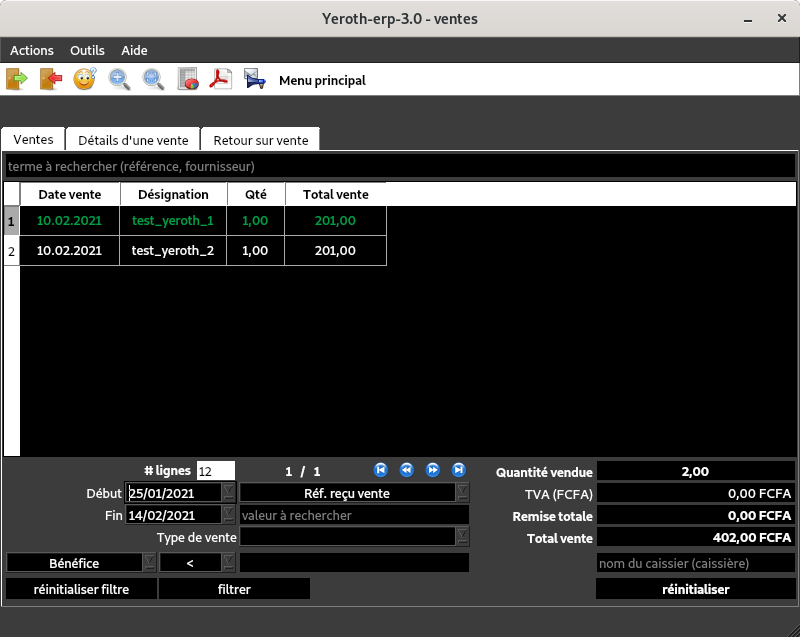 Yeroth-erp-3.0 - ventes
Actions Outils Aide
Menu principal
Ventes Détails d'une vente Retour sur vente
terme à rechercher (référence, fournisseur)
Date vente Désignation Qté Total vente
1 10.02.2021 test_yeroth_1 1,00 201,00
2 10.02.2021 test_yeroth_2 1,00 201,00
# lignes 12 1 / 1 Quantité vendue 2,00
Début 25/01/2021 Réf. reçu vente TVA (FCFA) 0,00 FCFA
Fin 14/02/2021 valeur à rechercher Remise totale 0,00 FCFA
Type de vente Total vente 402,00 FCFA
Bénéfice < nom du caissier (caissière)
réinitialiser filtre filtrer réinitialiser